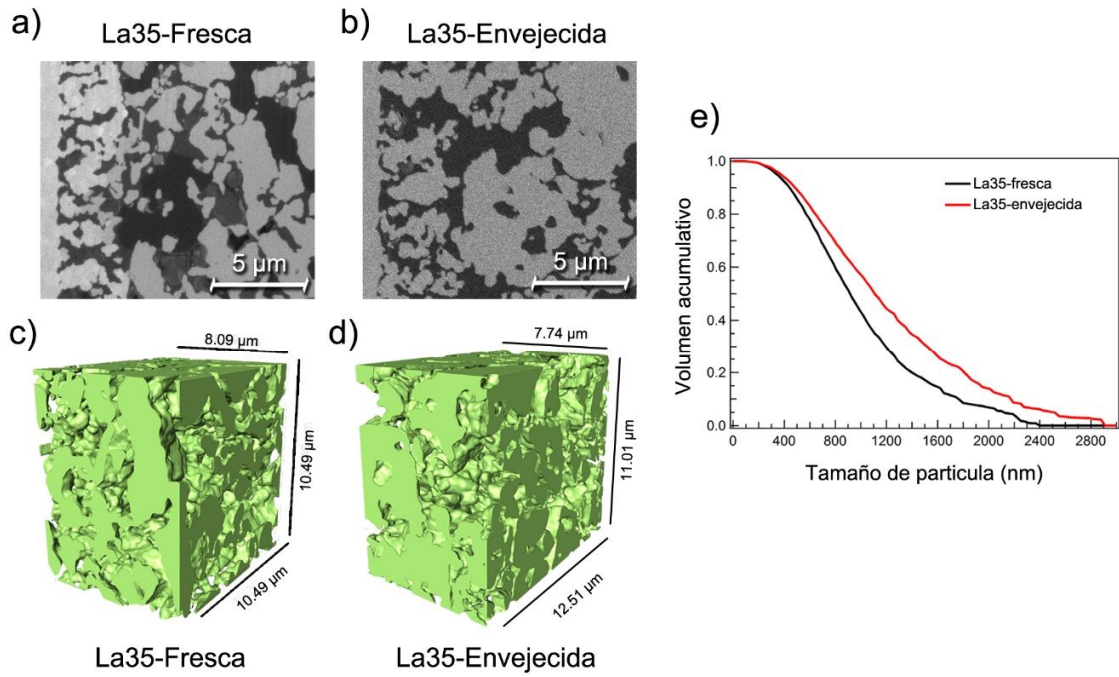 a) La35-Fresca
b) La35-Envejecida
5 µm
5 µm
c)
8.09 µm
10.49 µm
10.49 µm
La35-Fresca
d)
7.74 µm
11.01 µm
12.51 µm
La35-Envejecida
e)
Volumen acumulativo
1.0
0.8
0.6
0.4
0.2
0.0
La35-fresca
La35-envejecida
0 400 800 1200 1600 2000 2400 2800
Tamaño de particula (nm)